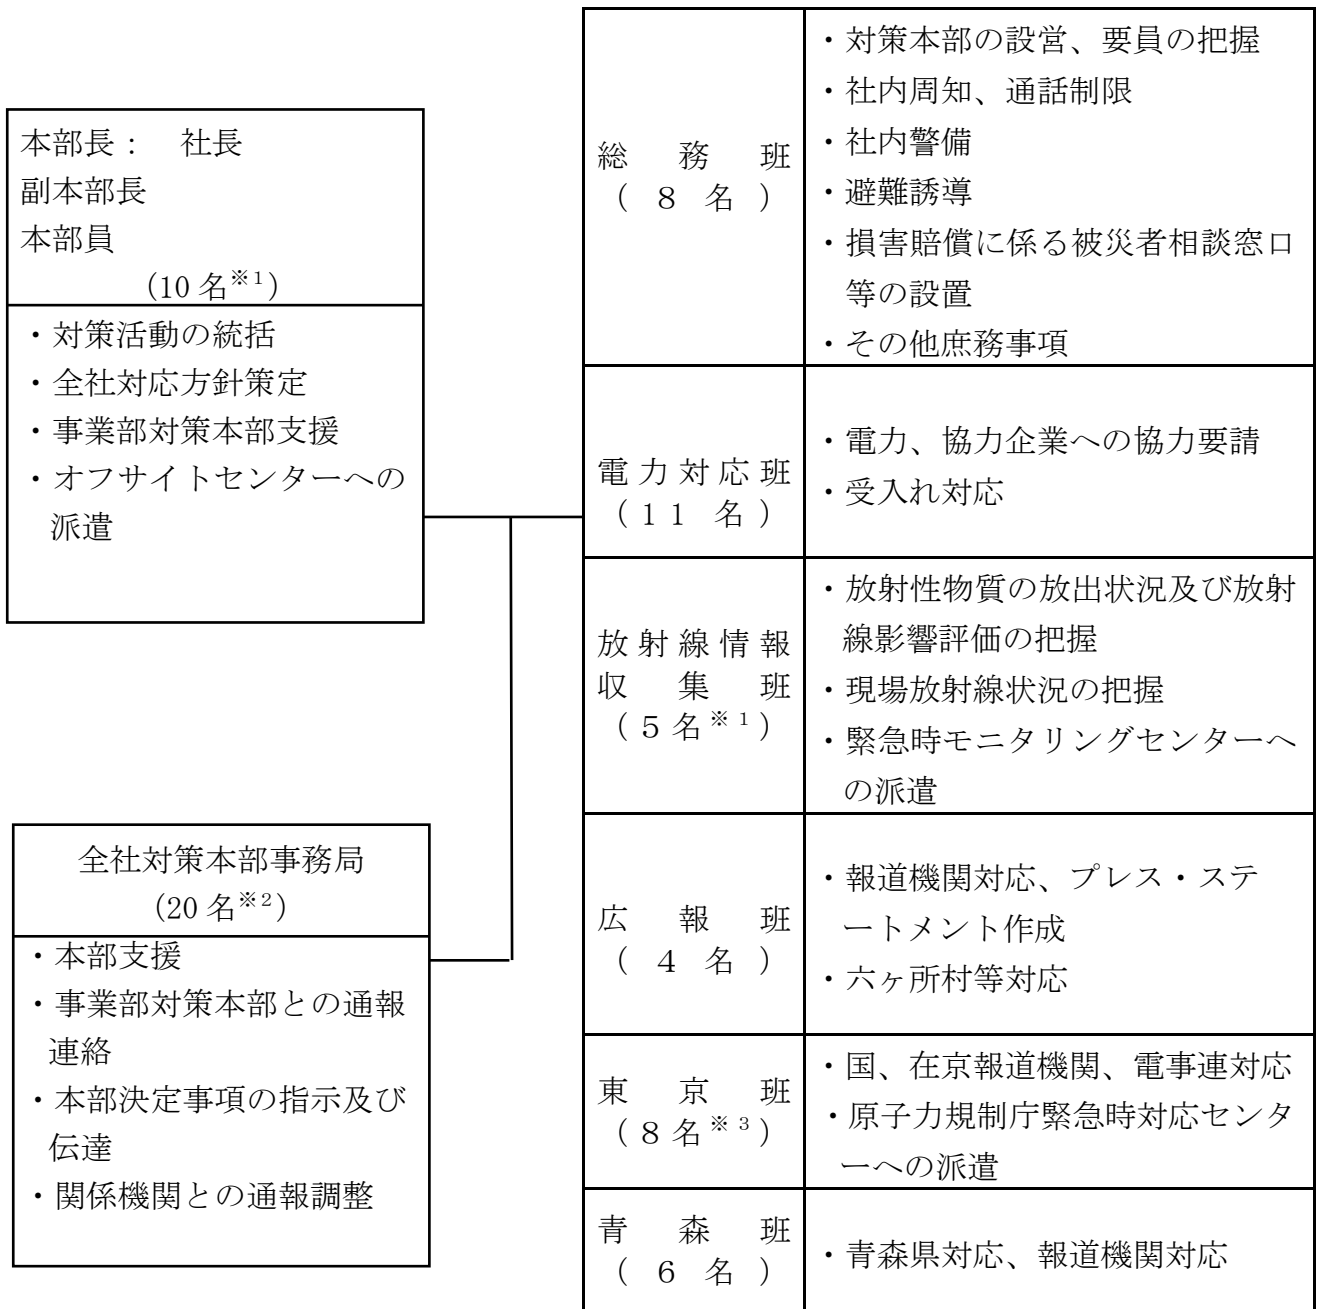 本部長： 社長
副本部長
本部員
(10名※1)
・対策活動の統括
・全社対応方針策定
・事業部対策本部支援
・オフサイトセンターへの
派遣
全社対策本部事務局
(20名※2)
・本部支援
・事業部対策本部との通報
連絡
・本部決定事項の指示及び
伝達
・関係機関との通報調整
総務班
(8名)
・対策本部の設営、要員の把握
・社内周知、通話制限
・社内警備
・避難誘導
・損害賠償に係る被災者相談窓口
等の設置
・その他庶務事項
電力対応班
(11名)
・電力、協力企業への協力要請
・受入れ対応
放射線情報
収集班
(5名※1)
・放射性物質の放出状況及び放射
線影響評価の把握
・現場放射線状況の把握
・緊急時モニタリングセンターへ
の派遣
広報班
(4名)
・報道機関対応、プレス・ステ
ートメント作成
・六ヶ所村等対応
東京班
(8名※3)
・国、在京報道機関、電事連対応
・原子力規制庁緊急時対応センタ
ーへの派遣
青森班
(6名)
・青森県対応、報道機関対応